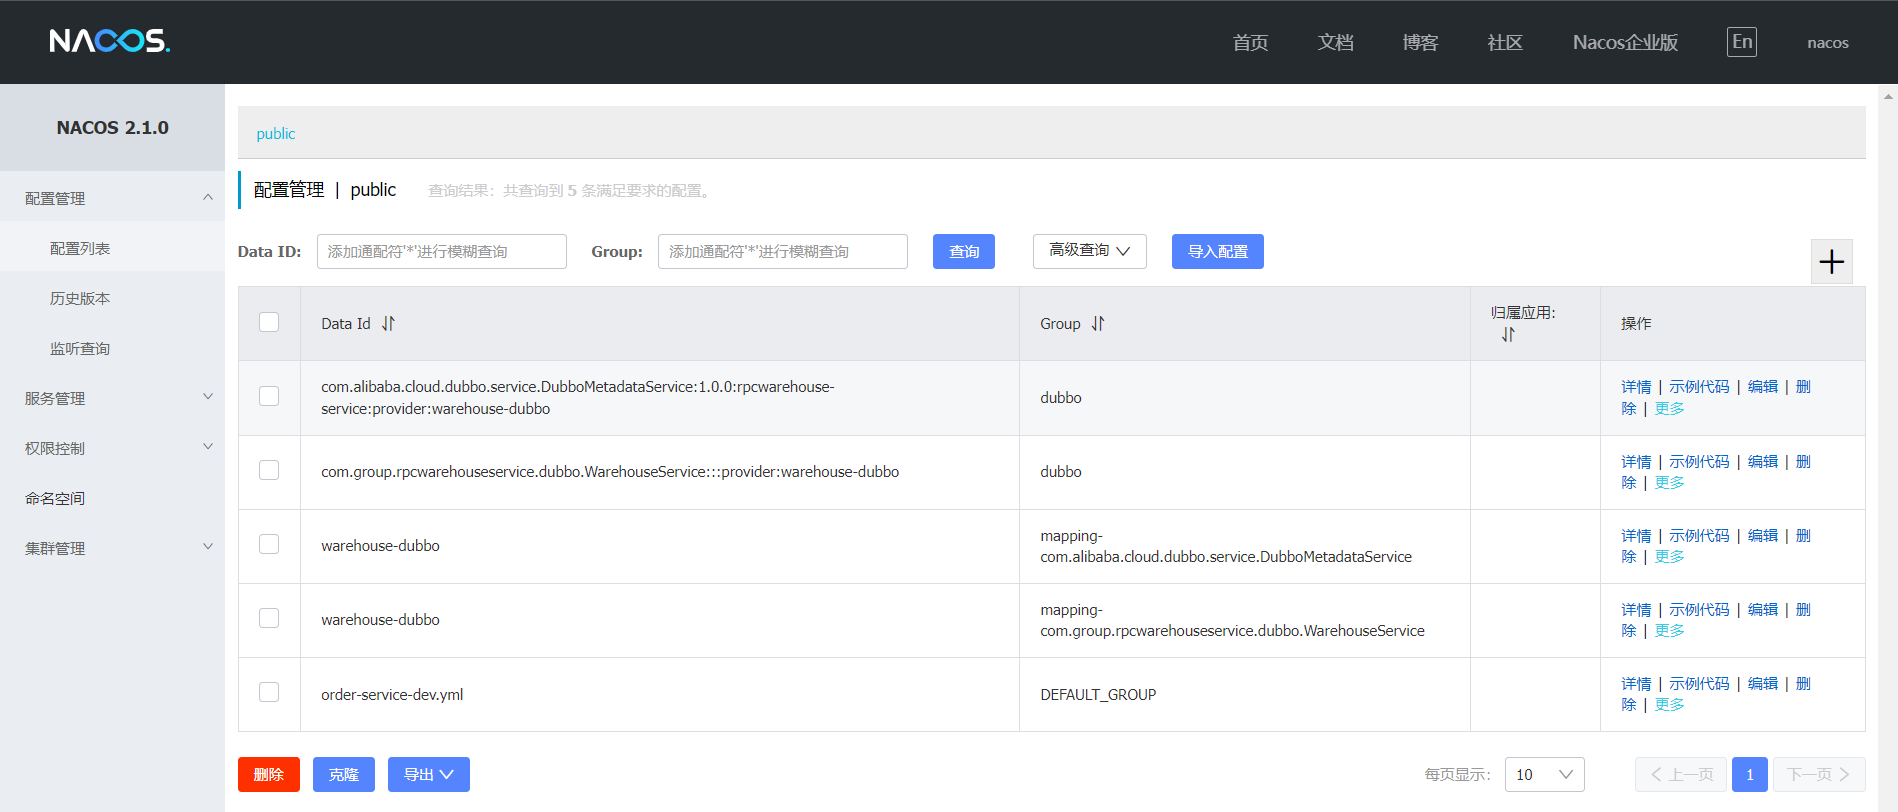 NACOS.
首页 文档 博客 社区 Nacos企业版 En nacos
NACOS 2.1.0
配置管理
配置列表
历史版本
监听查询
服务管理
权限控制
命名空间
集群管理
public
配置管理 | public 查询结果：共查询到 5 条满足要求的配置。
Data ID: 添加通配符'*'进行模糊查询 Group: 添加通配符'*'进行模糊查询 查询 高级查询 导入配置
Data Id Group 归属应用: 操作
com.alibaba.cloud.dubbo.service.DubboMetadataService:1.0.0:rpcwarehouse-
service:provider:warehouse-dubbo
dubbo
详情 | 示例代码 | 编辑 | 删
除 | 更多
com.group.rpcwarehouseservice.dubbo.WarehouseService:::provider:warehouse-dubbo
dubbo
详情 | 示例代码 | 编辑 | 删
除 | 更多
warehouse-dubbo
mapping-
com.alibaba.cloud.dubbo.service.DubboMetadataService
详情 | 示例代码 | 编辑 | 删
除 | 更多
warehouse-dubbo
mapping-
com.group.rpcwarehouseservice.dubbo.WarehouseService
详情 | 示例代码 | 编辑 | 删
除 | 更多
order-service-dev.yml
DEFAULT_GROUP
详情 | 示例代码 | 编辑 | 删
除 | 更多
删除 克隆 导出 每页显示: 10 上一页 1 下一页